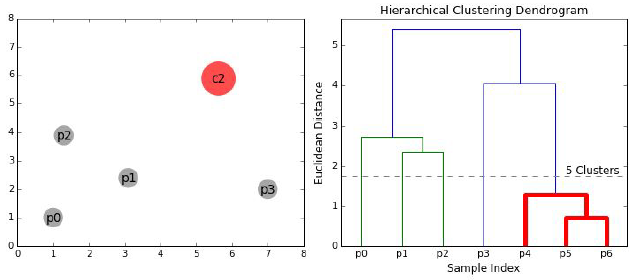 Hierarchical Clustering Dendrogram
8
7
6
5
4
3
2
1
0
c2
p2
p1
p3
p0
0 1 2 3 4 5 6 7 8
Euclidean Distance
5
4
3
2
1
0
5 Clusters
p0 p1 p2 p3 p4 p5 p6
Sample Index